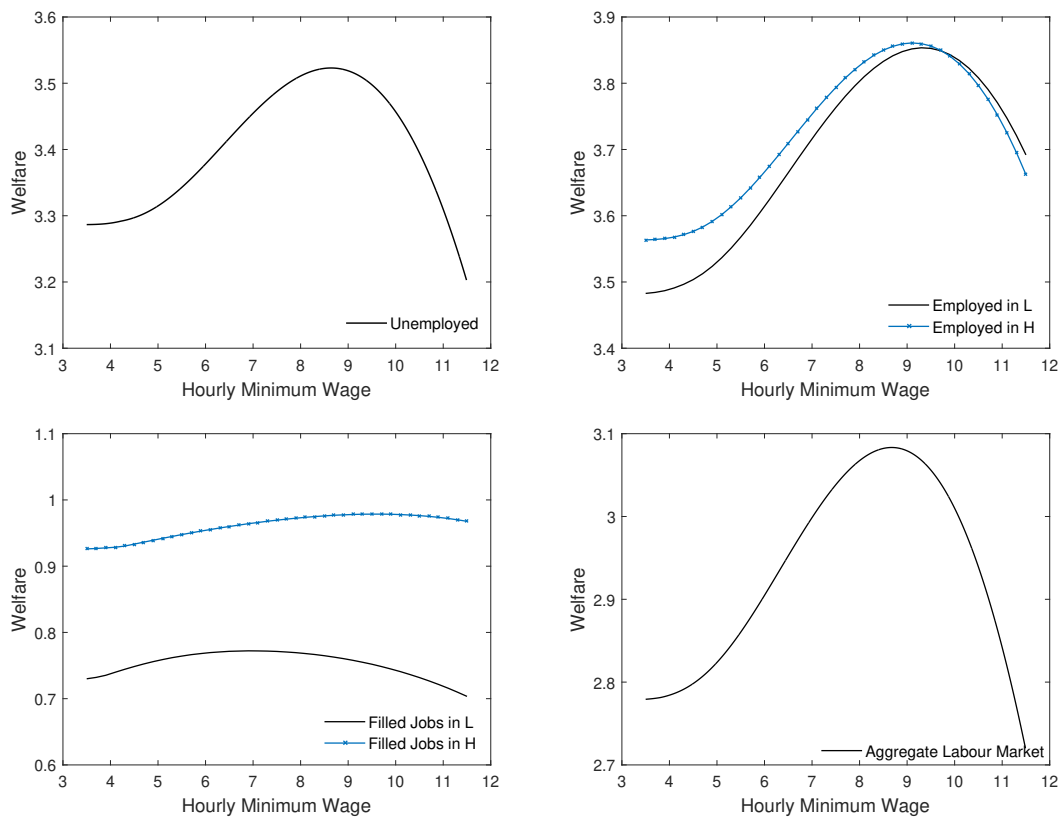 3.6
3.5
3.4
3.3
3.2
3.1
Welfare
Unemployed
3 4 5 6 7 8 9 10 11 12
Hourly Minimum Wage
3.9
3.8
3.7
3.6
3.5
3.4
Welfare
Employed in L
Employed in H
3 4 5 6 7 8 9 10 11 12
Hourly Minimum Wage
1.1
1
0.9
0.8
0.7
0.6
Welfare
Filled Jobs in L
Filled Jobs in H
3 4 5 6 7 8 9 10 11 12
Hourly Minimum Wage
3.1
3
2.9
2.8
2.7
Welfare
Aggregate Labour Market
3 4 5 6 7 8 9 10 11 12
Hourly Minimum Wage